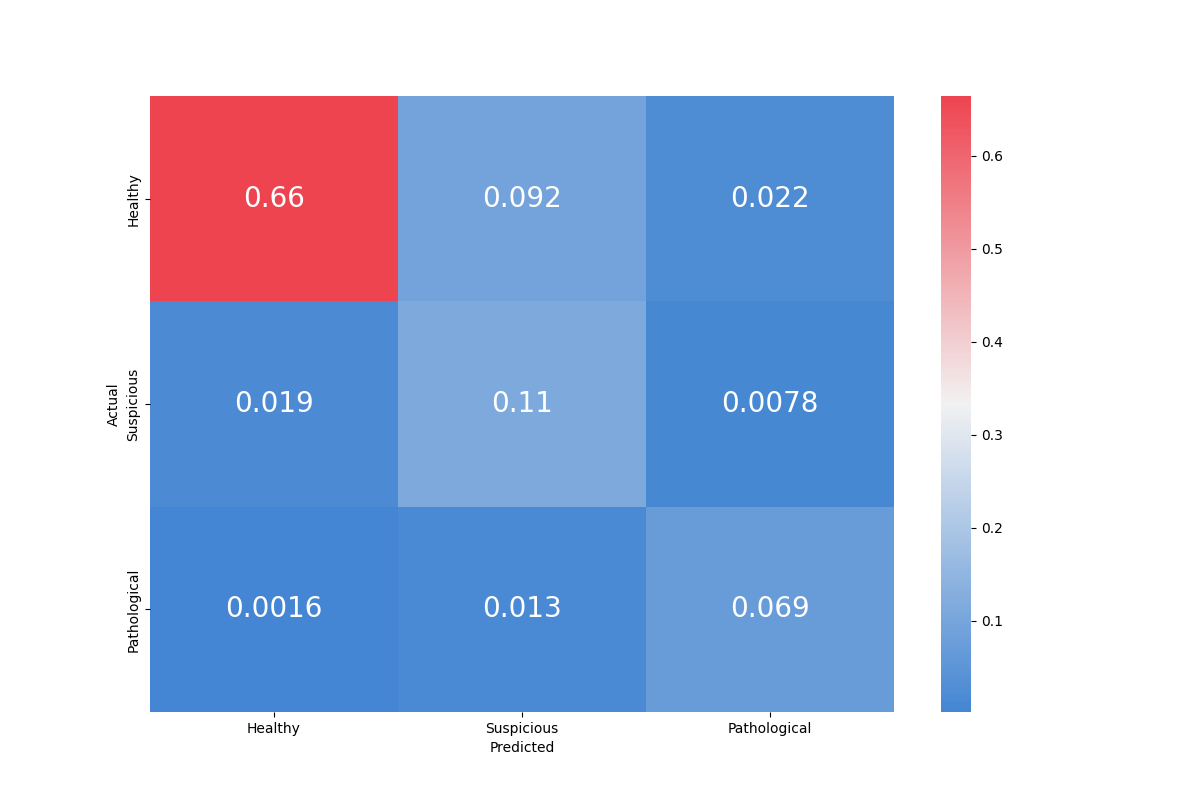 0.66 0.092 0.022
0.019 0.11 0.0078
0.0016 0.013 0.069
Healthy
Suspicious
Pathological
Actual
Healthy Suspicious Pathological
Predicted
0.6
0.5
0.4
0.3
0.2
0.1